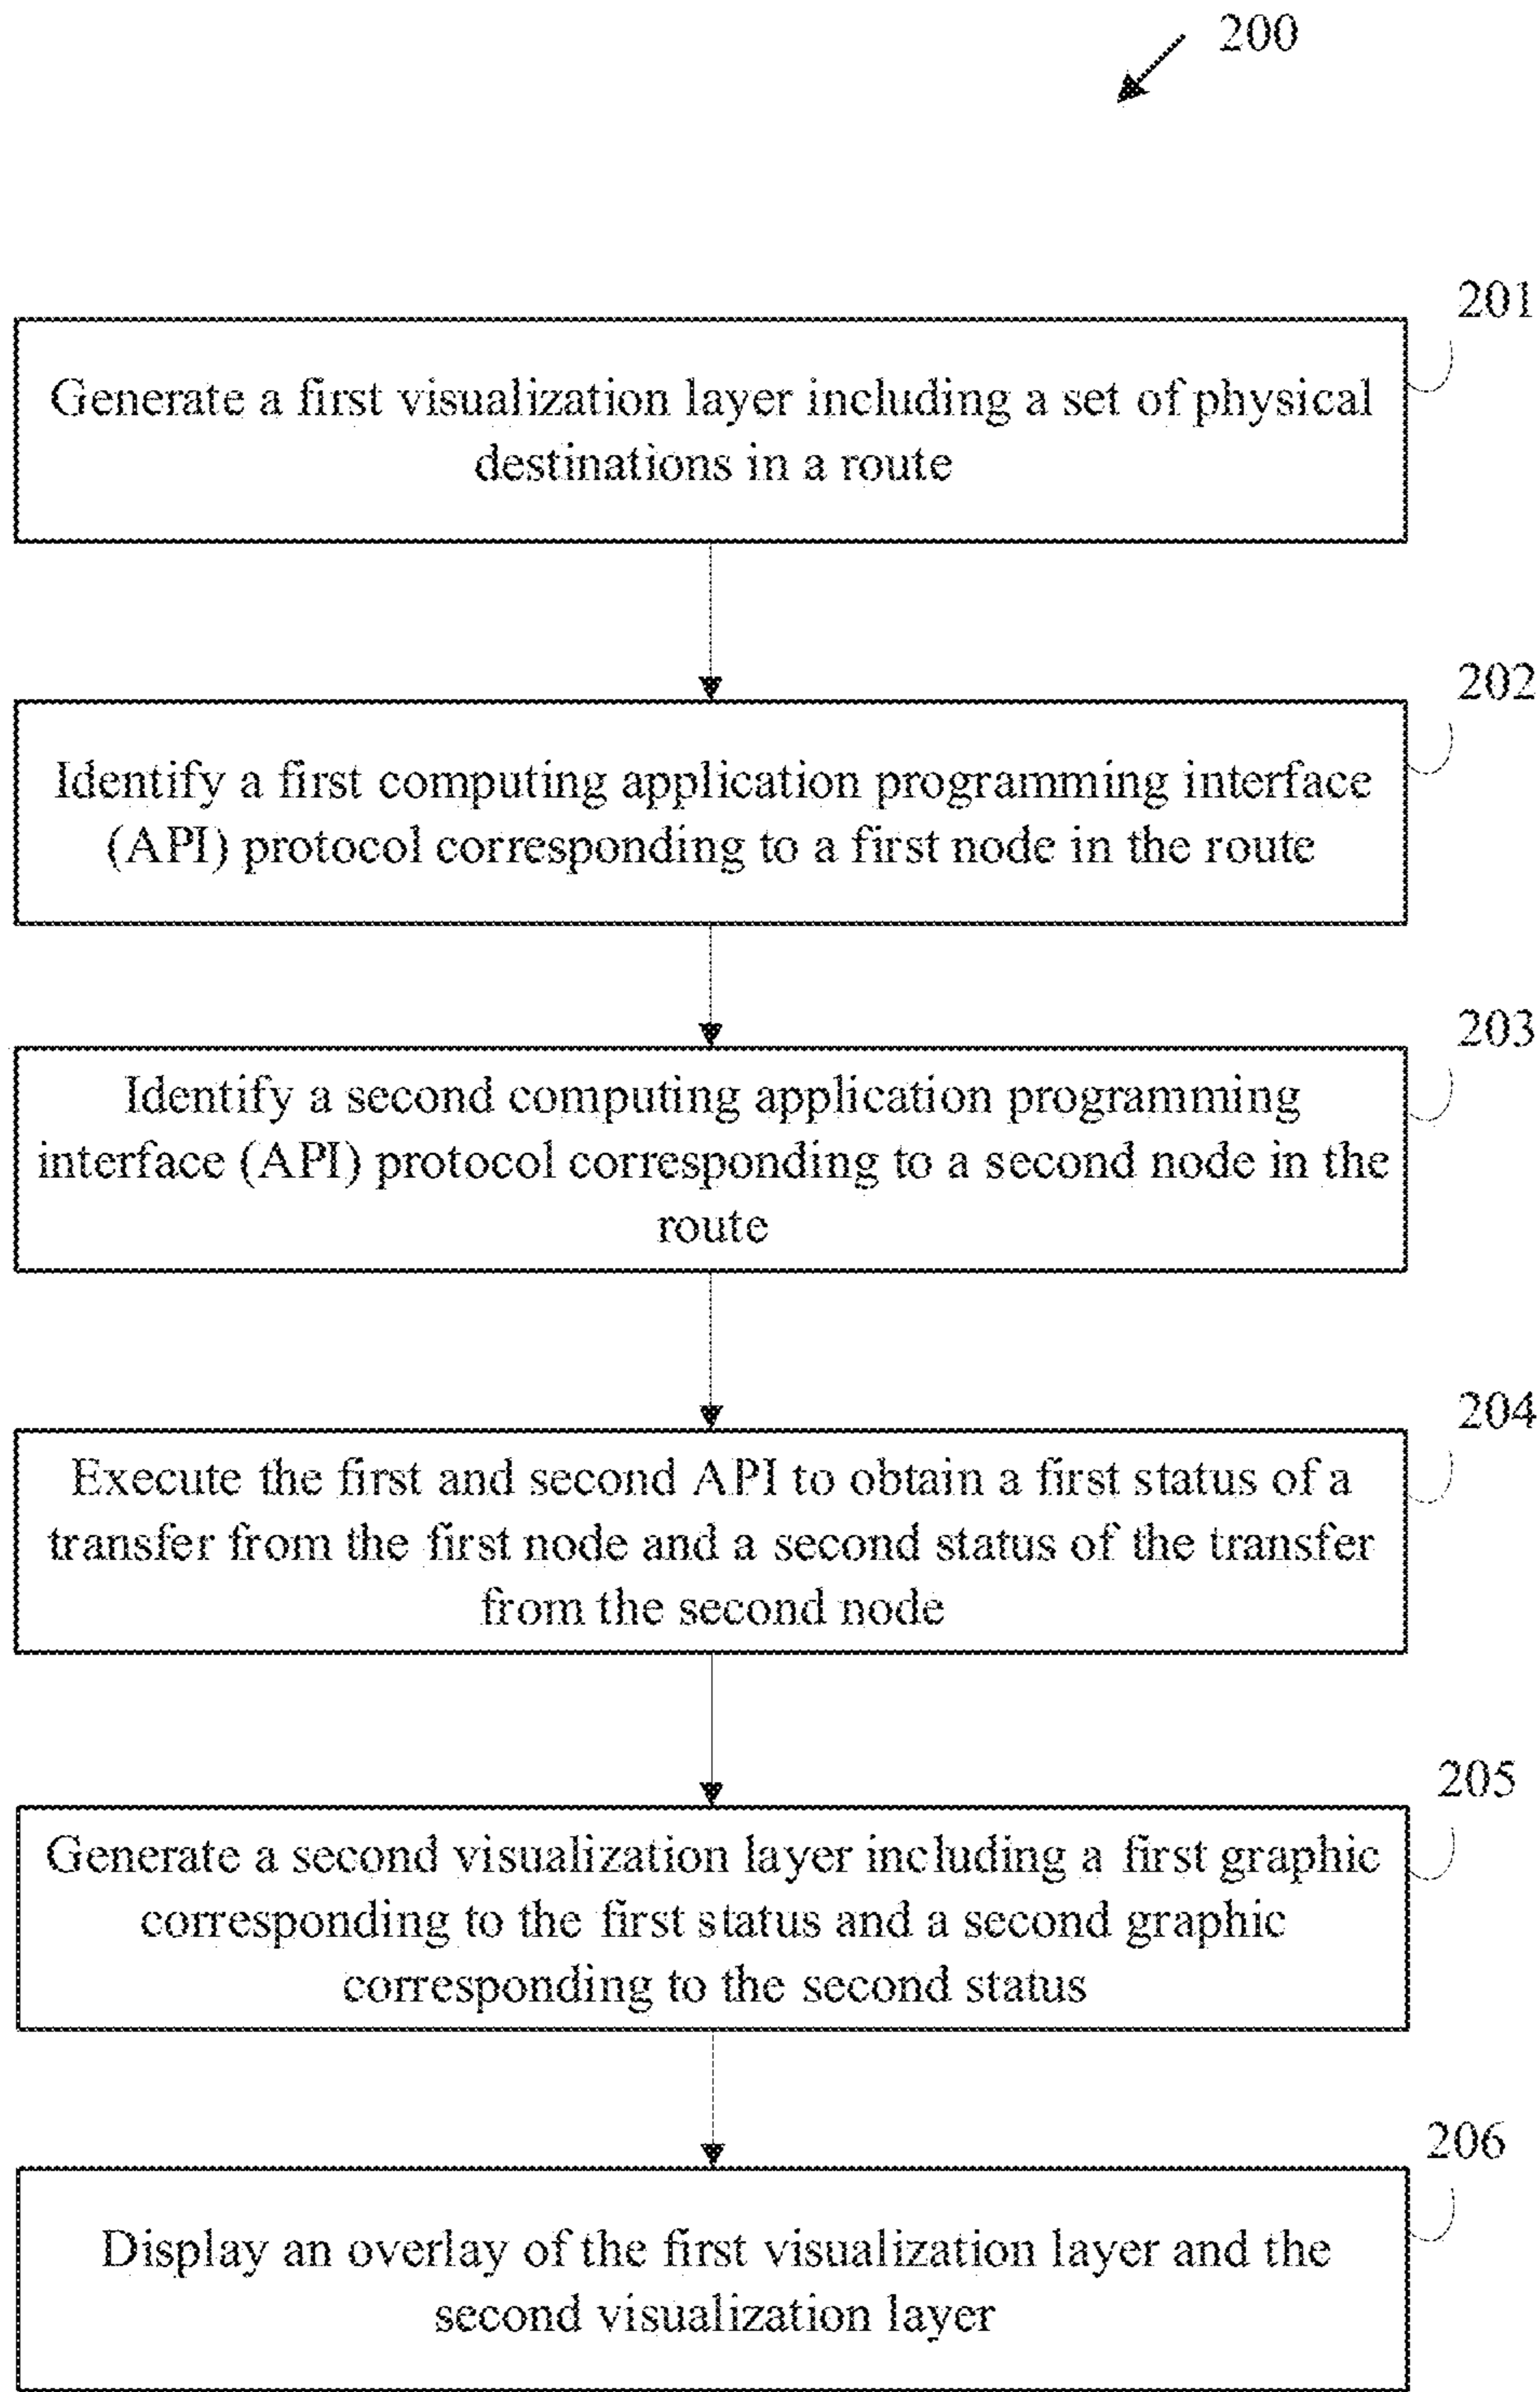 200
201
Generate a first visualization layer including a set of physical
destinations in a route
202
Identify a first computing application programming interface
(API) protocol corresponding to a first node in the route
203
Identify a second computing application programming
interface (API) protocol corresponding to a second node in the
route
204
Execute the first and second API to obtain a first status of a
transfer from the first node and a second status of the transfer
from the second node
205
Generate a second visualization layer including a first graphic
corresponding to the first status and a second graphic
corresponding to the second status
206
Display an overlay of the first visualization layer and the
second visualization layer